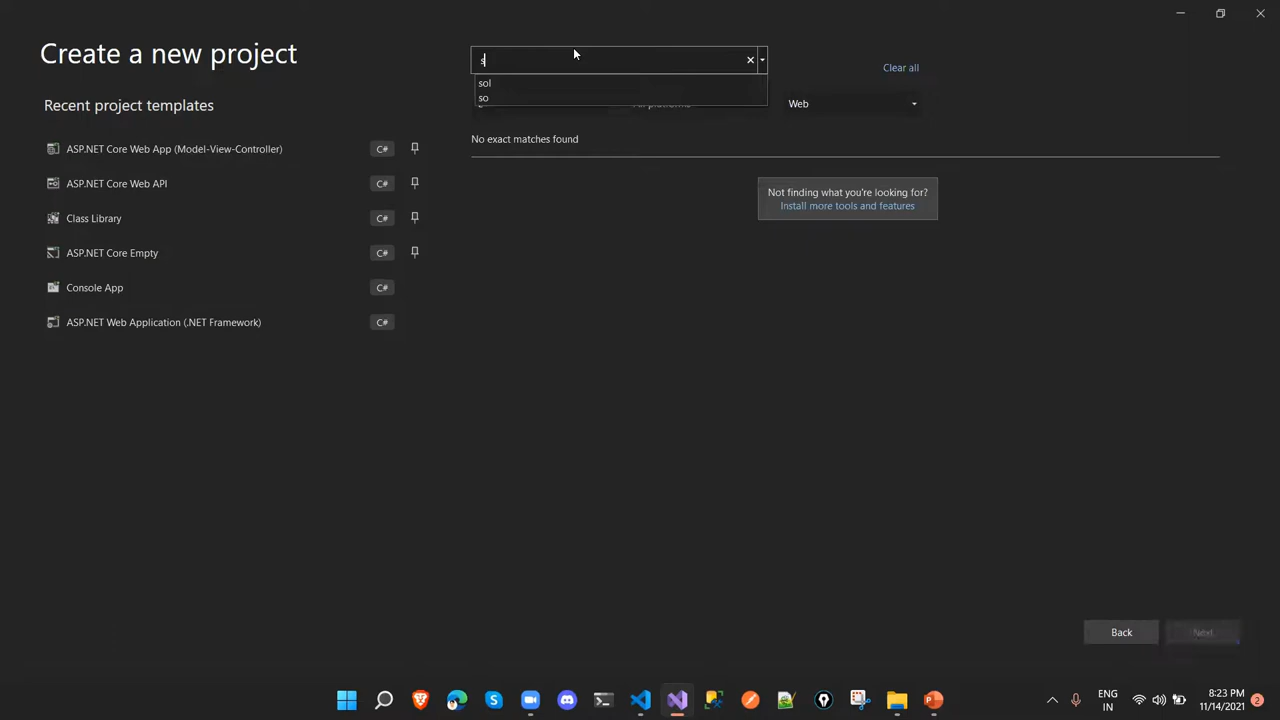 Create a new project
s
sol
so
Clear all
All platforms
Web
Recent project templates
No exact matches found
ASP.NET Core Web App (Model-View-Controller) C#
ASP.NET Core Web API C#
Class Library C#
ASP.NET Core Empty C#
Console App C#
ASP.NET Web Application (.NET Framework) C#
Not finding what you're looking for?
Install more tools and features
Back
Next
ENG
IN
8:23 PM
11/14/2021
2